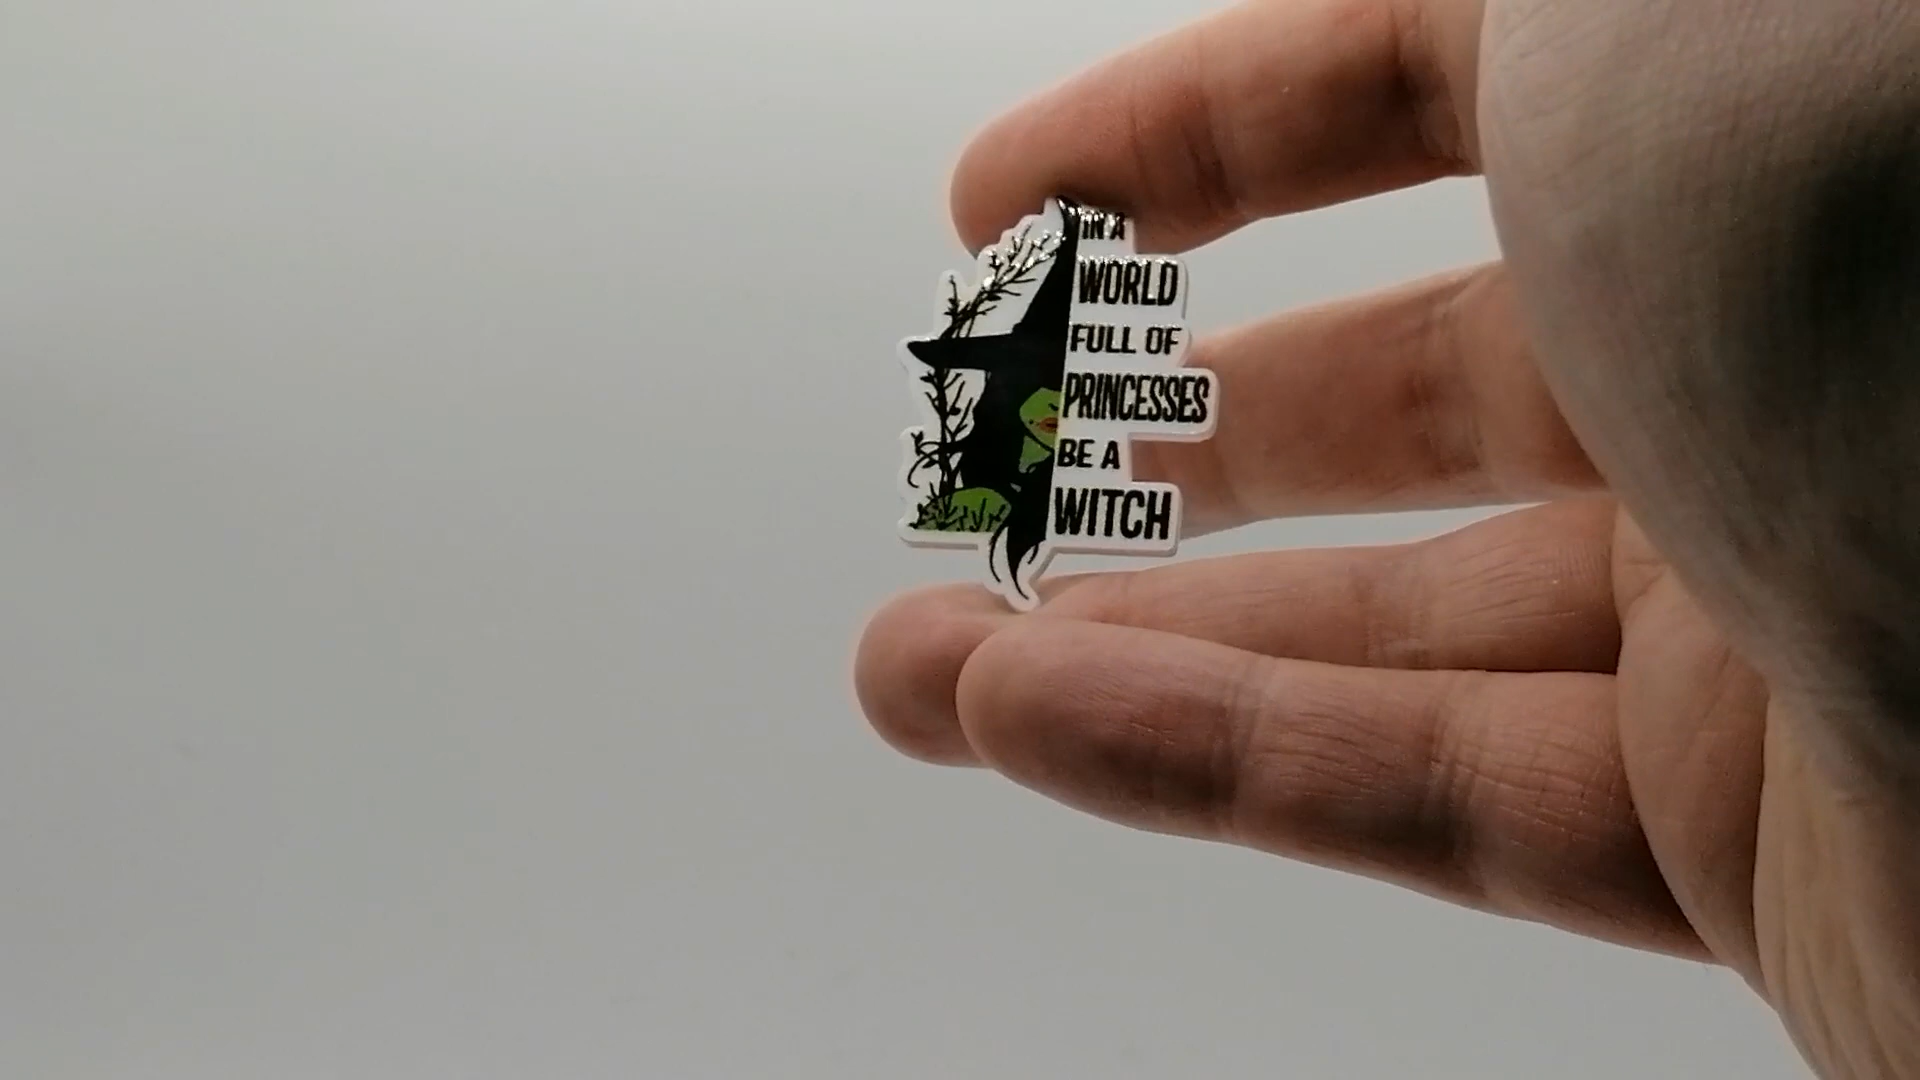 IN A
WORLD
FULL OF
PRINCESSES
BE A
WITCH